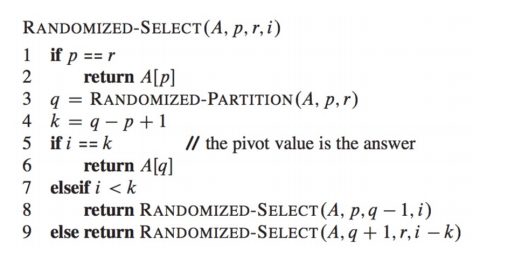 RANDOMIZED-SELECT(A, p, r, i)
1 if p == r
2 return A[p]
3 q = RANDOMIZED-PARTITION(A, p, r)
4 k = q − p + 1
5 if i == k // the pivot value is the answer
6 return A[q]
7 elseif i < k
8 return RANDOMIZED-SELECT(A, p, q − 1, i)
9 else return RANDOMIZED-SELECT(A, q + 1, r, i − k)